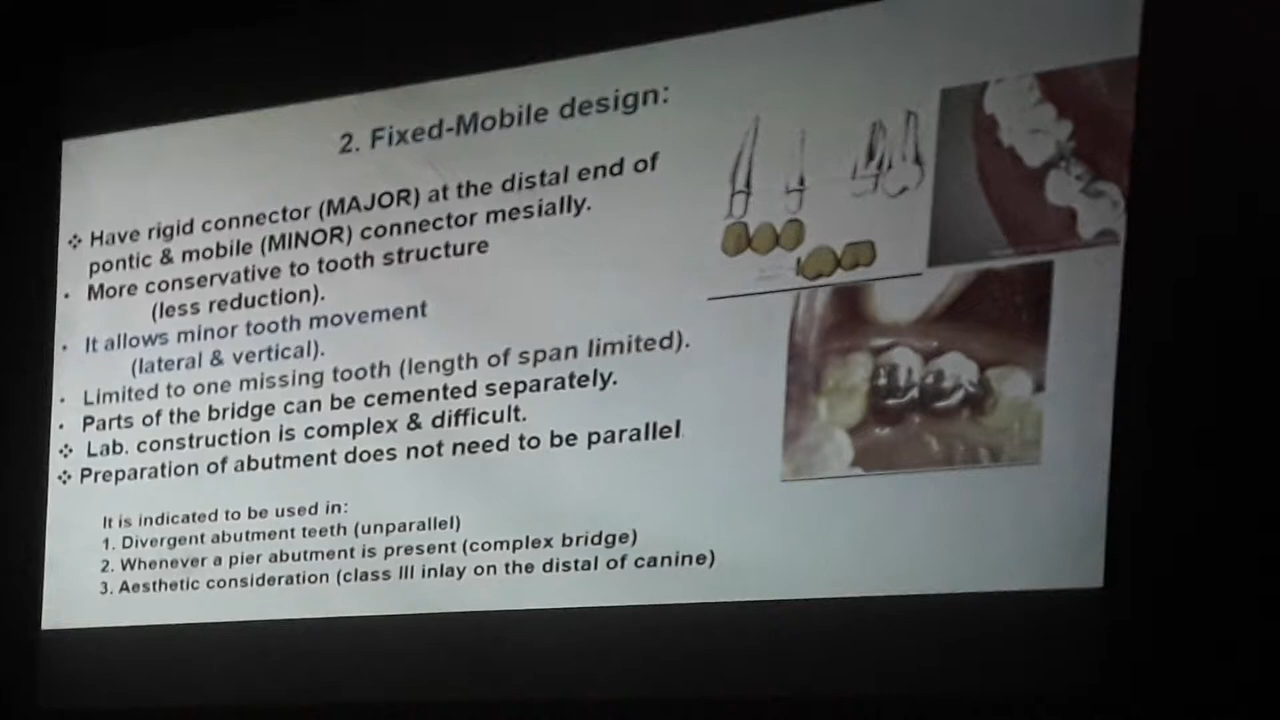 2. Fixed-Mobile design:
❖ Have rigid connector (MAJOR) at the distal end of
pontic & mobile (MINOR) connector mesially.
• More conservative to tooth structure
(less reduction).
• It allows minor tooth movement
(lateral & vertical).
• Limited to one missing tooth (length of span limited).
• Parts of the bridge can be cemented separately.
❖ Lab. construction is complex & difficult.
❖ Preparation of abutment does not need to be parallel
It is indicated to be used in:
1. Divergent abutment teeth (unparallel)
2. Whenever a pier abutment is present (complex bridge)
3. Aesthetic consideration (class III inlay on the distal of canine)